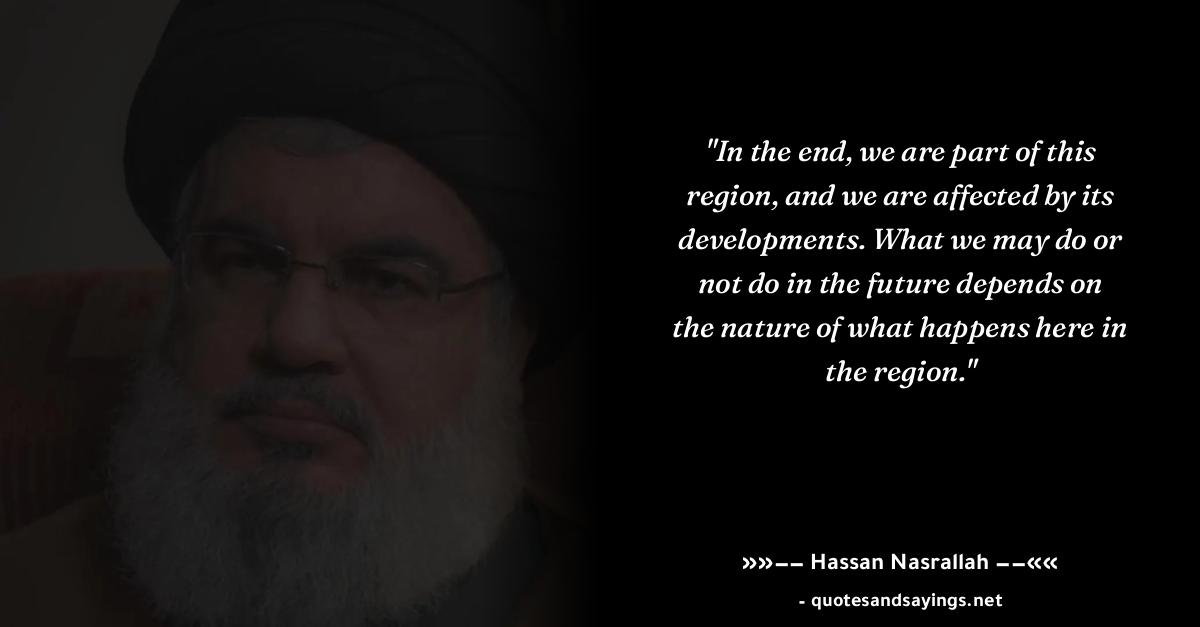 "In the end, we are part of this
region, and we are affected by its
developments. What we may do or
not do in the future depends on
the nature of what happens here in
the region."
»»−− Hassan Nasrallah −−««
- quotesandsayings.net